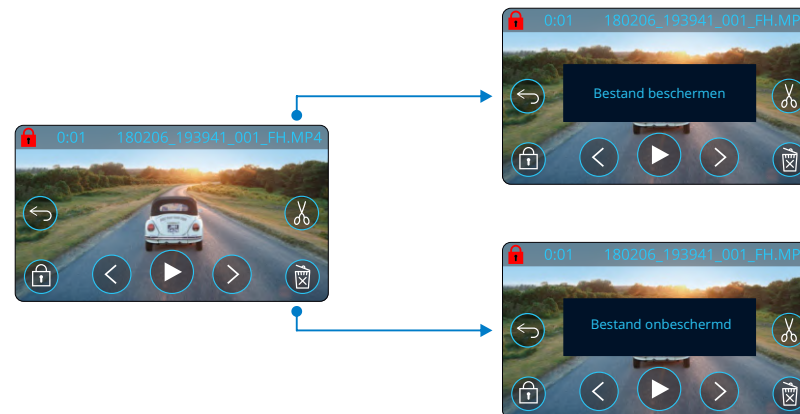 0:01 180206_193941_001_FH.MP
Bestand beschermen
0:01 180206_193941_001_FH.MP4
0:01 180206_193941_001_FH.MP
Bestand onbeschermd